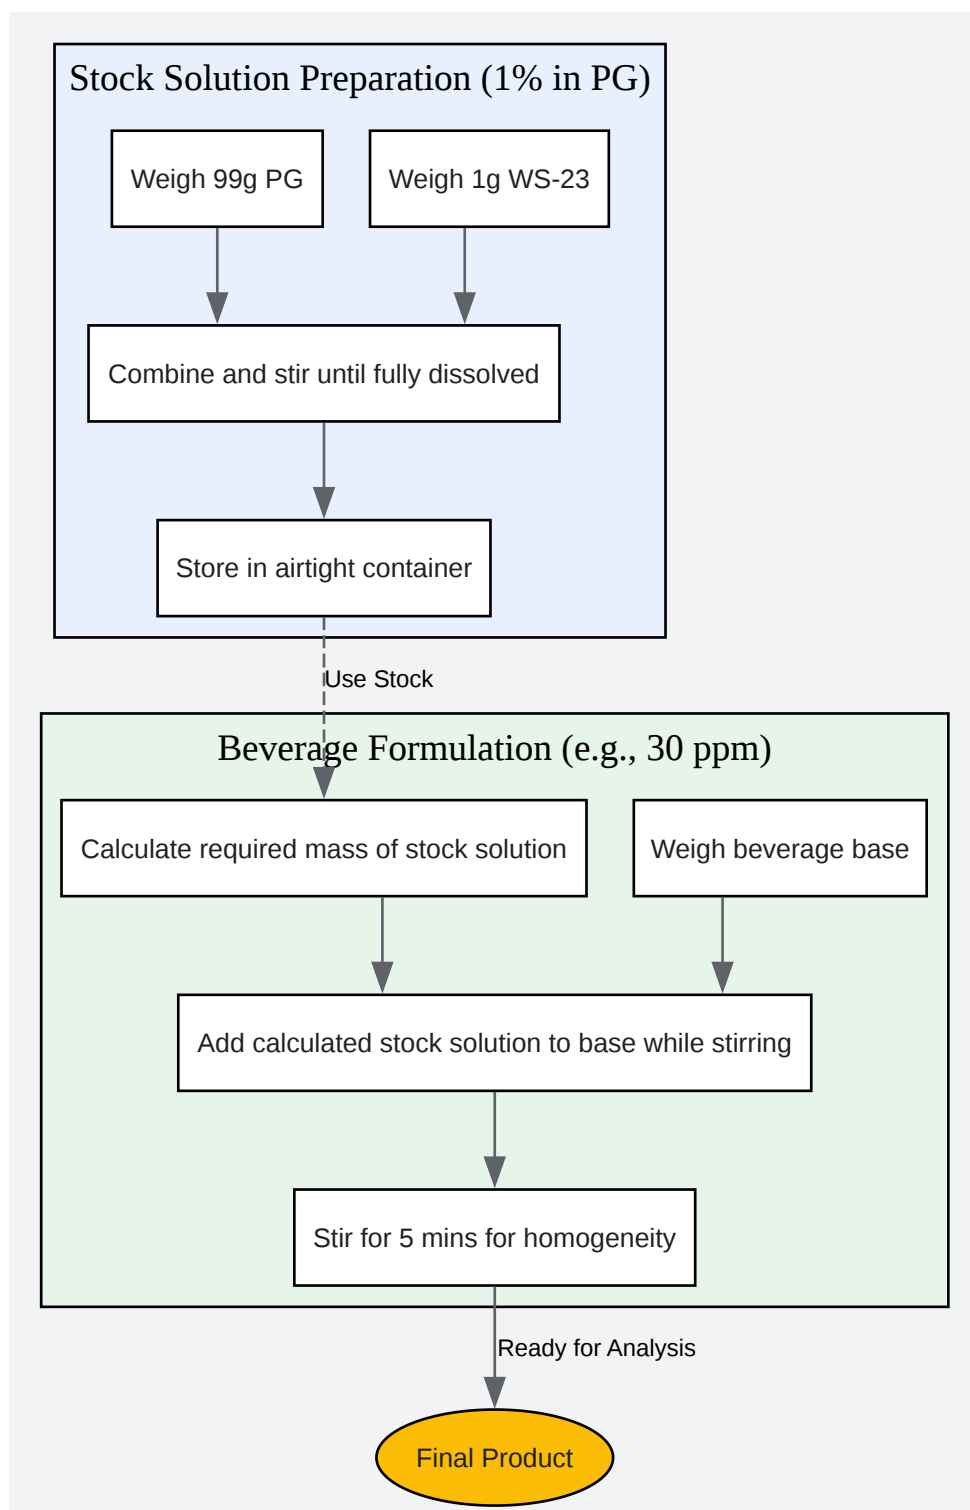 Stock Solution Preparation (1% in PG)
Weigh 99g PG
Weigh 1g WS-23
Combine and stir until fully dissolved
Store in airtight container
Use Stock
Beverage Formulation (e.g., 30 ppm)
Calculate required mass of stock solution
Weigh beverage base
Add calculated stock solution to base while stirring
Stir for 5 mins for homogeneity
Ready for Analysis
Final Product